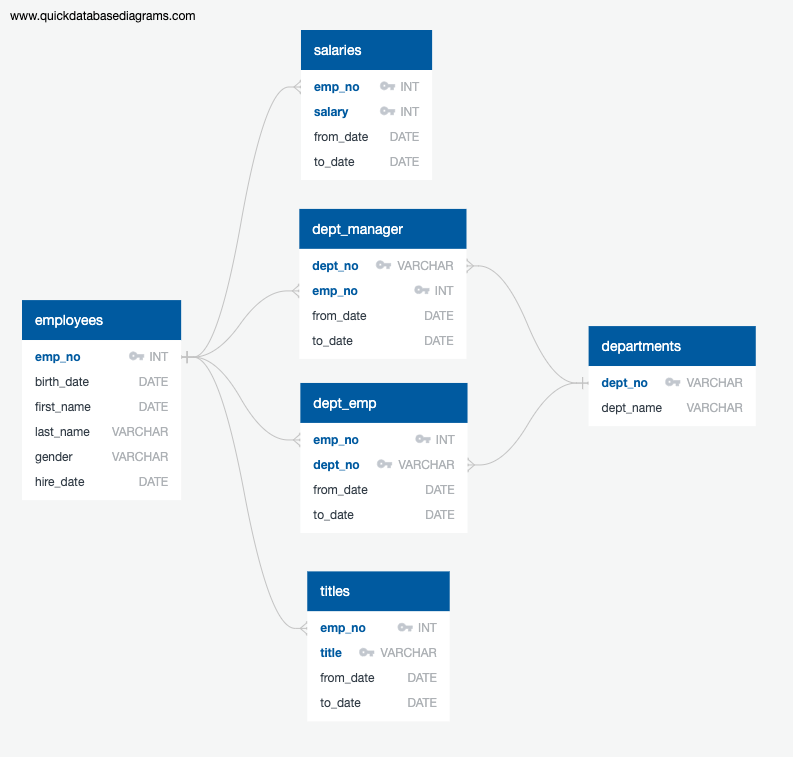 www.quickdatabasediagrams.com
salaries
emp_no INT
salary INT
from_date DATE
to_date DATE
dept_manager
dept_no VARCHAR
emp_no INT
from_date DATE
to_date DATE
employees
emp_no INT
birth_date DATE
first_name DATE
last_name VARCHAR
gender VARCHAR
hire_date DATE
departments
dept_no VARCHAR
dept_name VARCHAR
dept_emp
emp_no INT
dept_no VARCHAR
from_date DATE
to_date DATE
titles
emp_no INT
title VARCHAR
from_date DATE
to_date DATE